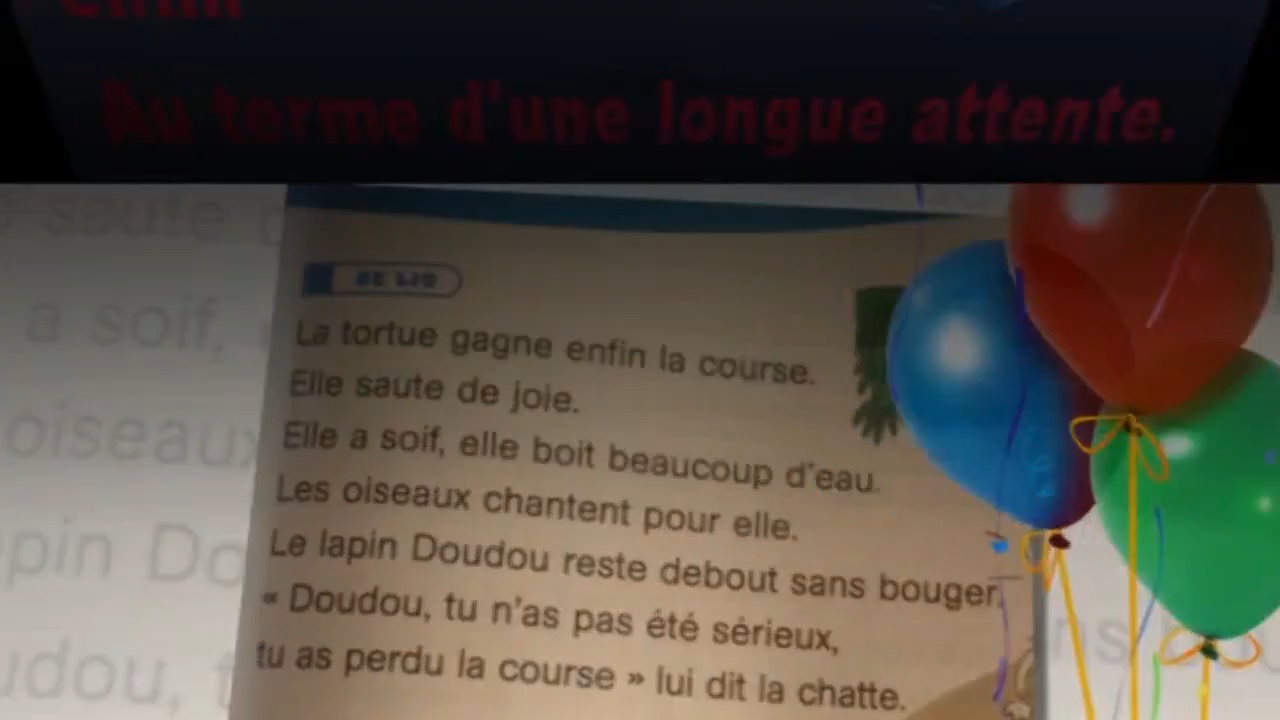 enfin
Au terme d'une longue attente.
La tortue gagne enfin la course.
Elle saute de joie.
Elle a soif, elle boit beaucoup d'eau.
Les oiseaux chantent pour elle.
Le lapin Doudou reste debout sans bouger.
« Doudou, tu n'as pas été sérieux,
tu as perdu la course » lui dit la chatte.